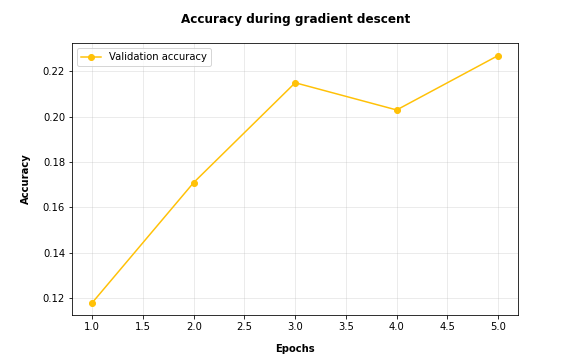 Accuracy during gradient descent
Validation accuracy
Accuracy
0.22
0.20
0.18
0.16
0.14
0.12
1.0 1.5 2.0 2.5 3.0 3.5 4.0 4.5 5.0
Epochs